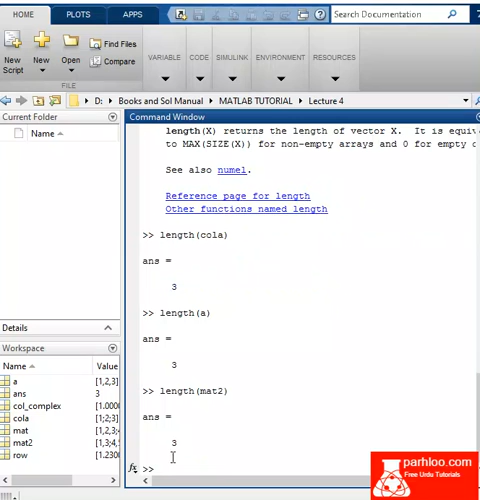 HOME PLOTS APPS Search Documentation
New Script
New
Open
Find Files
Compare
FILE
VARIABLE CODE SIMULINK ENVIRONMENT RESOURCES
D: ▸ Books and Sol Manual ▸ MATLAB TUTORIAL ▸ Lecture 4
Current Folder
Name
Details
Workspace
Name Value
a [1,2,3]
ans 3
col_complex [1.0000
cola [1;2;3]
mat [1,2,3;4
mat2 [1,3;4,
row [1.2300
Command Window
length(X) returns the length of vector X. It is equi
to MAX(SIZE(X)) for non-empty arrays and 0 for empty
See also numel.
Reference page for length
Other functions named length
>> length(cola)
ans =
3
>> length(a)
ans =
3
>> length(mat2)
ans =
3
fx >>
parhloo.com
Free Urdu Tutorials